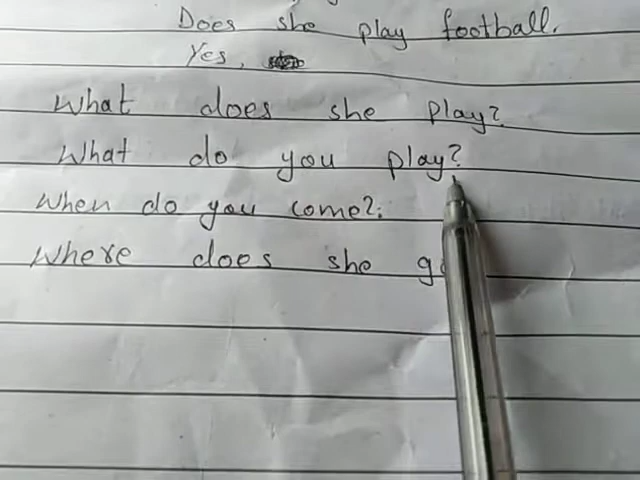 Does she play football.
Yes,
What does she play?
What do you play?
When do you come?.
Where does she